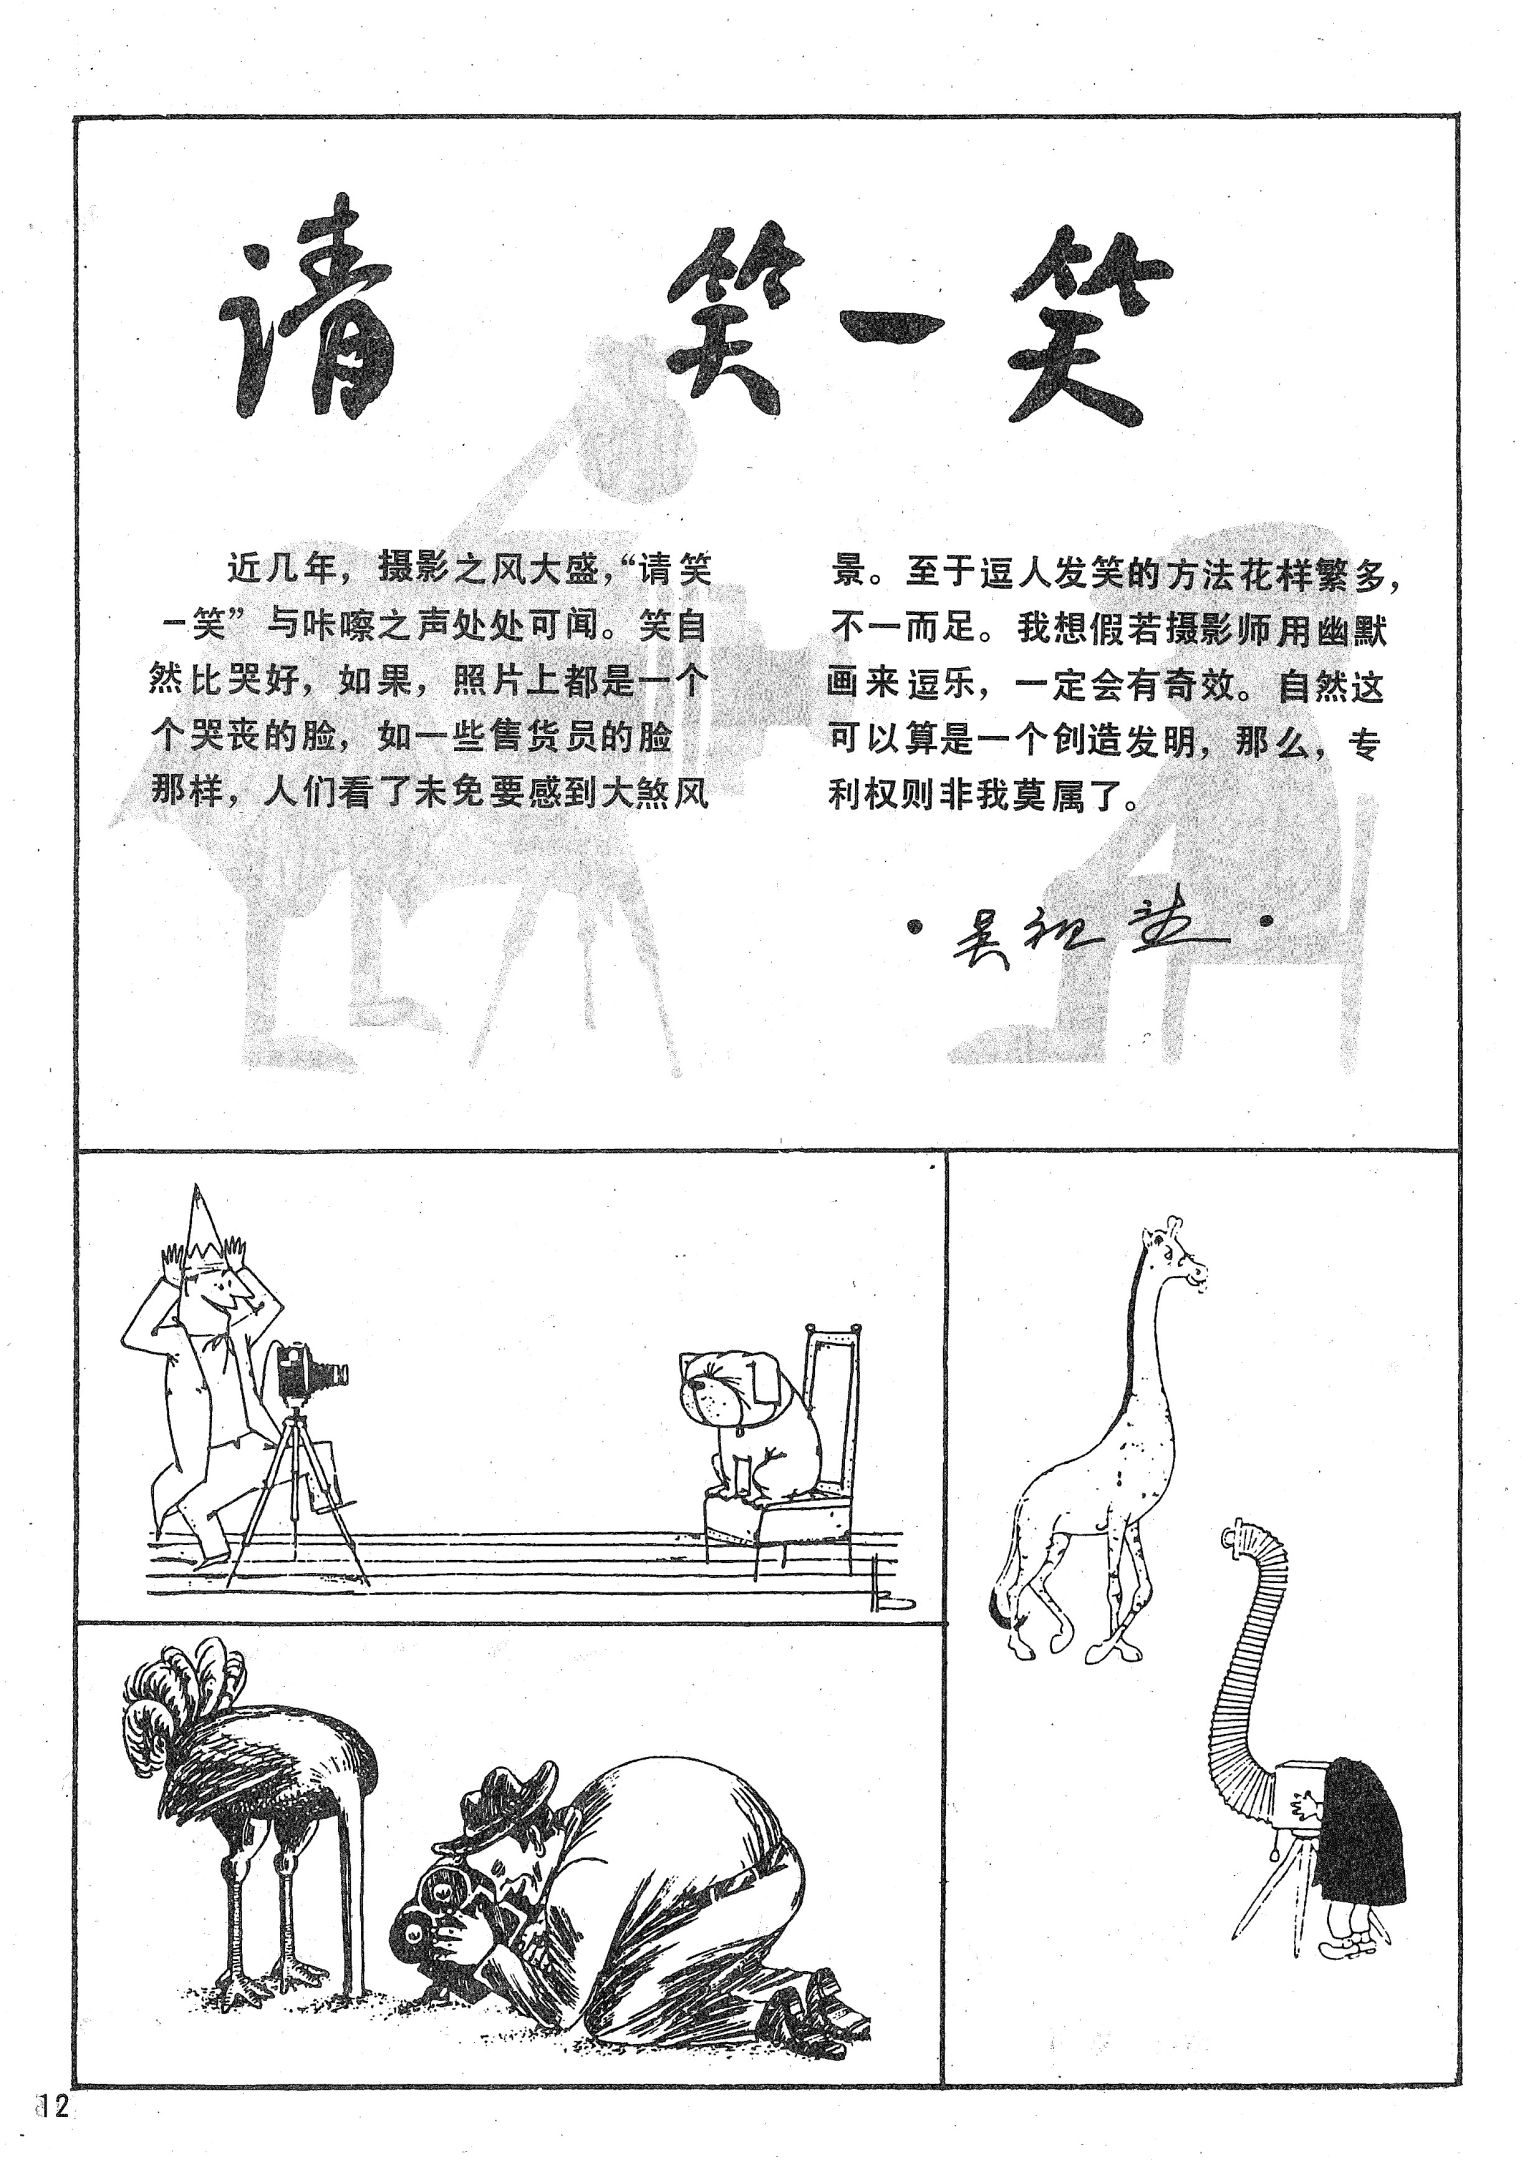 请 笑一笑
近几年，摄影之风大盛，“请笑
一笑”与咔嚓之声处处可闻。笑自
然比哭好，如果，照片上都是一个
个哭丧的脸，如一些售货员的脸
那样，人们看了未免要感到大煞风
景。至于逗人发笑的方法花样繁多，
不一而足。我想假若摄影师用幽默
画来逗乐，一定会有奇效。自然这
可以算是一个创造发明，那么，专
利权则非我莫属了。
·吴祖·
12